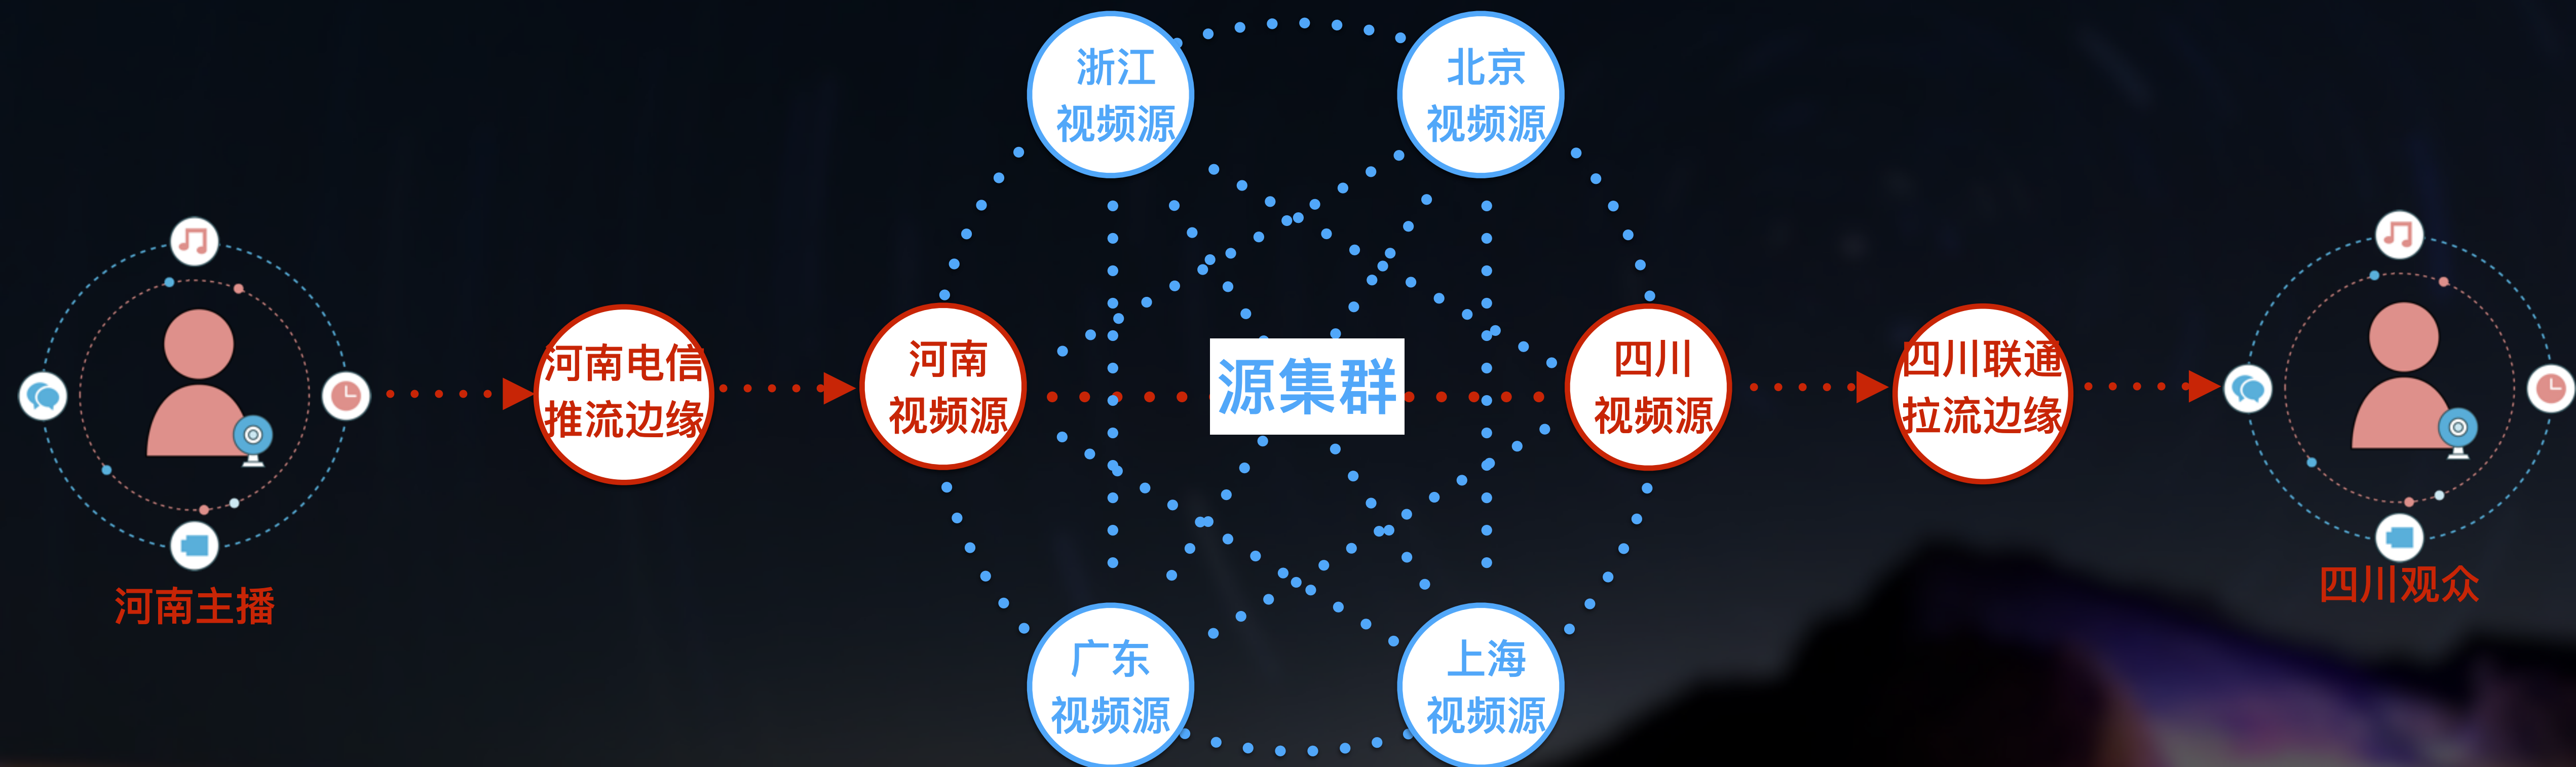 浙江
视频源
北京
视频源
河南电信
推流边缘
河南
视频源
源集群
四川
视频源
四川联通
拉流边缘
河南主播
四川观众
广东
视频源
上海
视频源